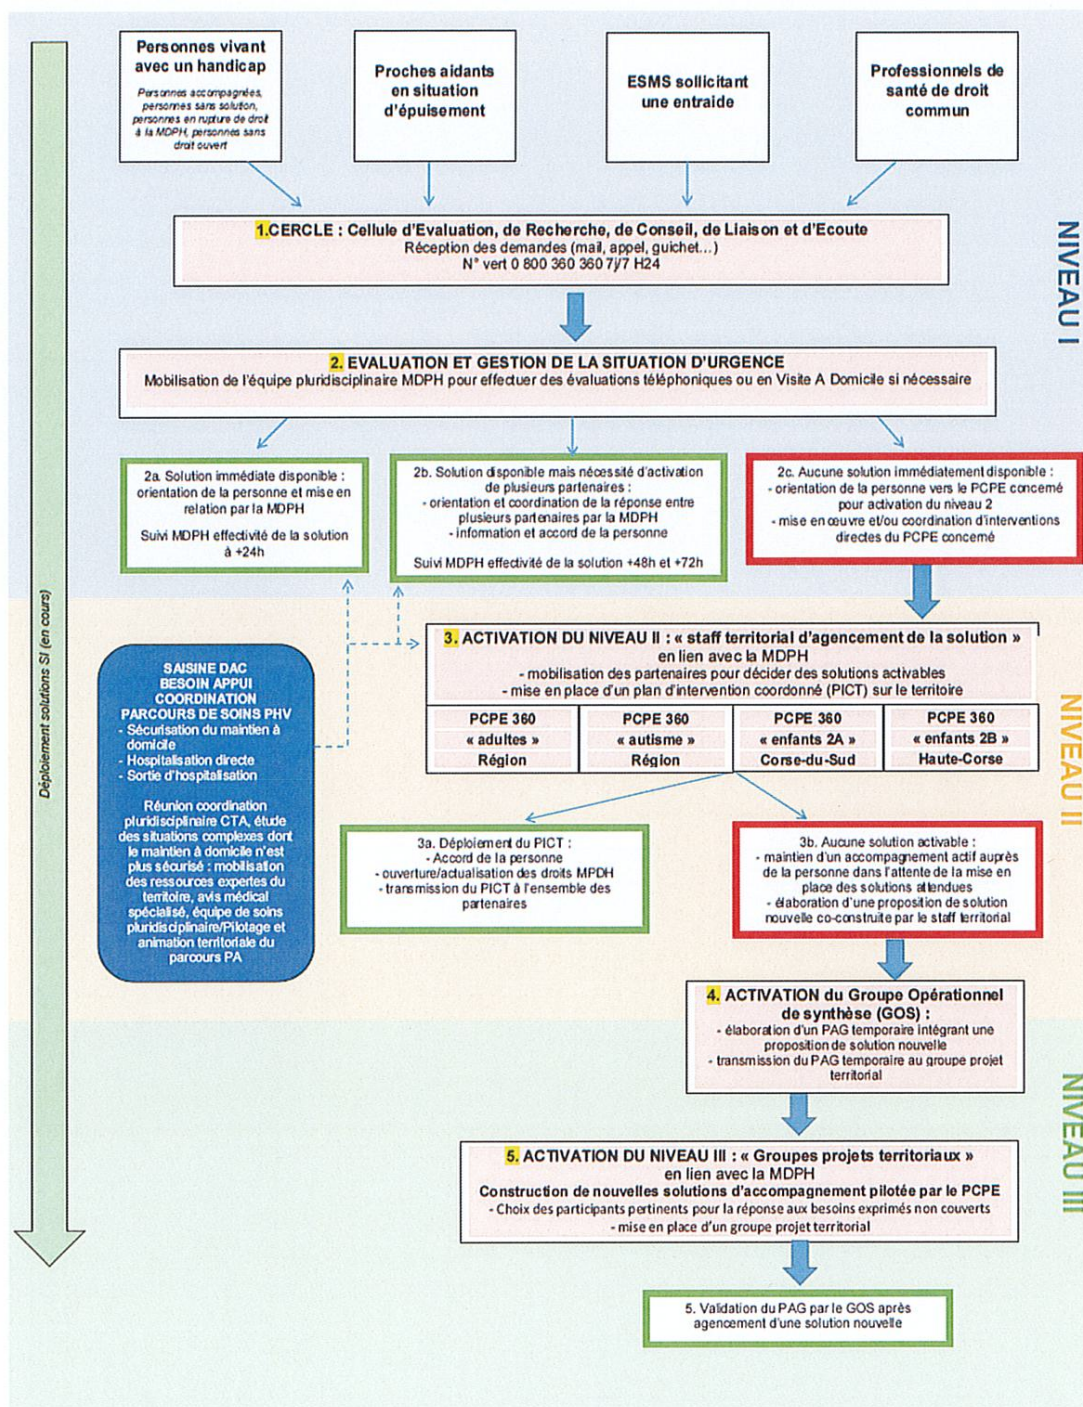 Personnes vivant
avec un handicap
Personnes accompagnées,
personnes sans solution,
personnes en rupture de droit
à la MDPH, personnes sans
droit ouvert
Proches aidants
en situation
d'épuisement
ESMS sollicitant
une entraide
Professionnels de
santé de droit
commun
1.CERCLE : Cellule d'Evaluation, de Recherche, de Conseil, de Liaison et d'Ecoute
Réception des demandes (mail, appel, guichet...)
N° vert 0 800 360 360 7j/7 H24
NIVEAU I
2. EVALUATION ET GESTION DE LA SITUATION D'URGENCE
Mobilisation de l'équipe pluridisciplinaire MDPH pour effectuer des évaluations téléphoniques ou en Visite A Domicile si nécessaire
2a. Solution immédiate disponible :
orientation de la personne et mise en
relation par la MDPH
Suivi MDPH effectivité de la solution
à +24h
2b. Solution disponible mais nécessité d'activation
de plusieurs partenaires :
- orientation et coordination de la réponse entre
plusieurs partenaires par la MDPH
- information et accord de la personne
Suivi MDPH effectivité de la solution +48h et +72h
2c. Aucune solution immédiatement disponible :
- orientation de la personne vers le PCPE concerné
pour activation du niveau 2
- mise en œuvre et/ou coordination d'interventions
directes du PCPE concerné
Déploiement solutions SI (en cours)
3. ACTIVATION DU NIVEAU II : « staff territorial d'agencement de la solution »
en lien avec la MDPH
- mobilisation des partenaires pour décider des solutions activables
- mise en place d'un plan d'intervention coordonné (PICT) sur le territoire
PCPE 360
« adultes »
Région
PCPE 360
« autisme »
Région
PCPE 360
« enfants 2A »
Corse-du-Sud
PCPE 360
« enfants 2B »
Haute-Corse
NIVEAU II
SAISINE DAC
BESOIN APPUI
COORDINATION
PARCOURS DE SOINS PHV
- Sécurisation du maintien à
domicile
- Hospitalisation directe
- Sortie d'hospitalisation
Réunion coordination
pluridisciplinaire CTA, étude
des situations complexes dont
le maintien à domicile n'est
plus sécurisé : mobilisation
des ressources expertes du
territoire, avis médical
spécialisé, équipe de soins
pluridisciplinaire/Pilotage et
animation territoriale du
parcours PA
3a. Déploiement du PICT :
- Accord de la personne
- ouverture/actualisation des droits MPDH
- transmission du PICT à l'ensemble des
partenaires
3b. Aucune solution activable :
- maintien d'un accompagnement actif auprès
de la personne dans l'attente de la mise en
place des solutions attendues
- élaboration d'une proposition de solution
nouvelle co-construite par le staff territorial
4. ACTIVATION du Groupe Opérationnel
de synthèse (GOS) :
- élaboration d'un PAG temporaire intégrant une
proposition de solution nouvelle
- transmission du PAG temporaire au groupe projet
territorial
NIVEAU III
5. ACTIVATION DU NIVEAU III : « Groupes projets territoriaux »
en lien avec la MDPH
Construction de nouvelles solutions d'accompagnement pilotée par le PCPE
- Choix des participants pertinents pour la réponse aux besoins exprimés non couverts
- mise en place d'un groupe projet territorial
5. Validation du PAG par le GOS après
agencement d'une solution nouvelle